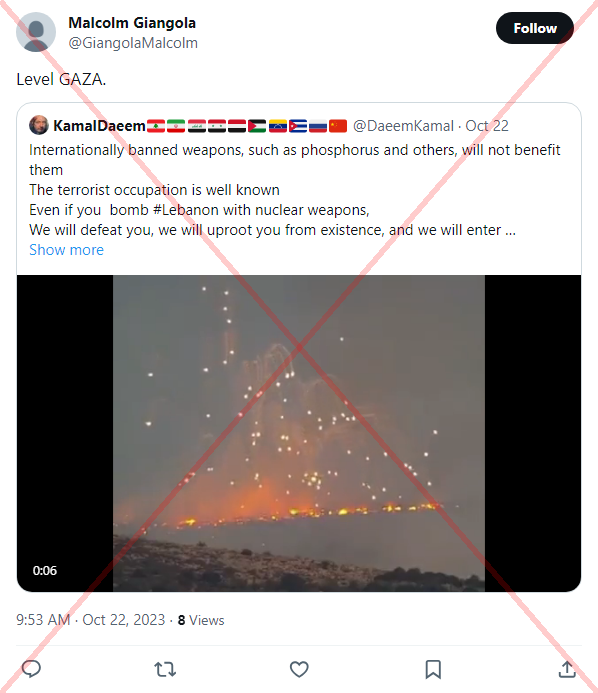 Malcolm Giangola
@GiangolaMalcolm
Follow
Level GAZA.
KamalDaeem @DaeemKamal · Oct 22
Internationally banned weapons, such as phosphorus and others, will not benefit
them
The terrorist occupation is well known
Even if you  bomb #Lebanon with nuclear weapons,
We will defeat you, we will uproot you from existence, and we will enter ...
Show more
0:06
9:53 AM · Oct 22, 2023 · 8 Views